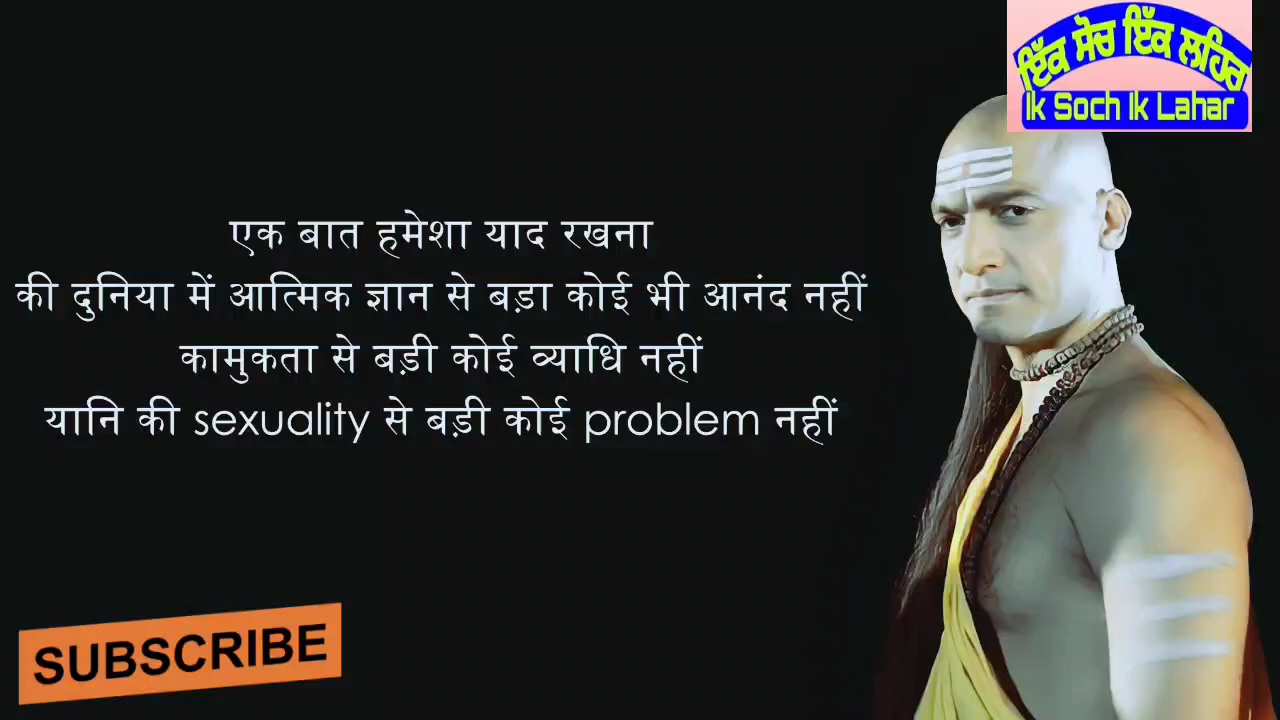 ਇੱਕ ਸੋਚ ਇੱਕ ਲਹਿਰ
Ik Soch Ik Lahar
एक बात हमेशा याद रखना
की दुनिया में आत्मिक ज्ञान से बड़ा कोई भी आनंद नहीं
कामुकता से बड़ी कोई व्याधि नहीं
यानि की sexuality से बड़ी कोई problem नहीं
SUBSCRIBE